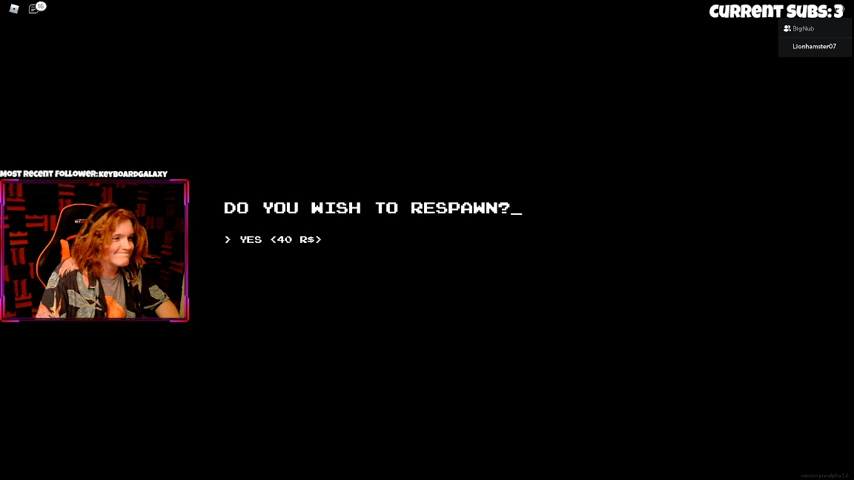 CURRENT SUBS: 3
BigNub
Lionhamster07
MOST RECENT FOLLOWER:KEYBOARDGALAXY
DO YOU WISH TO RESPAWN?_
> YES <40 R$>